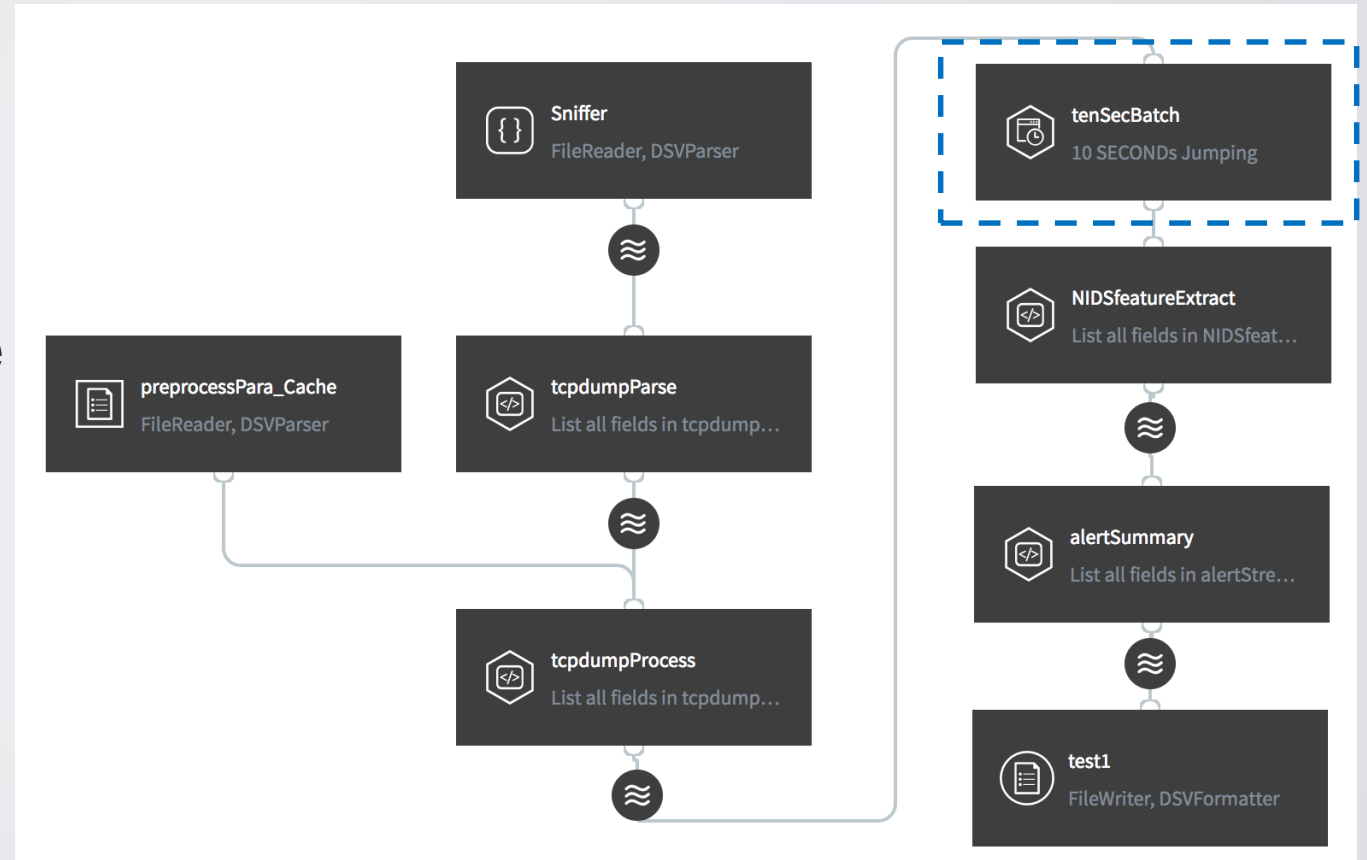 Sniffer
FileReader, DSVParser
preprocessPara_Cache
FileReader, DSVParser
tcpdumpParse
List all fields in tcpdump...
tcpdumpProcess
List all fields in tcpdump...
tenSecBatch
10 SECONDs Jumping
NIDSfeatureExtract
List all fields in NIDSfeat...
alertSummary
List all fields in alertStre...
test1
FileWriter, DSVFormatter